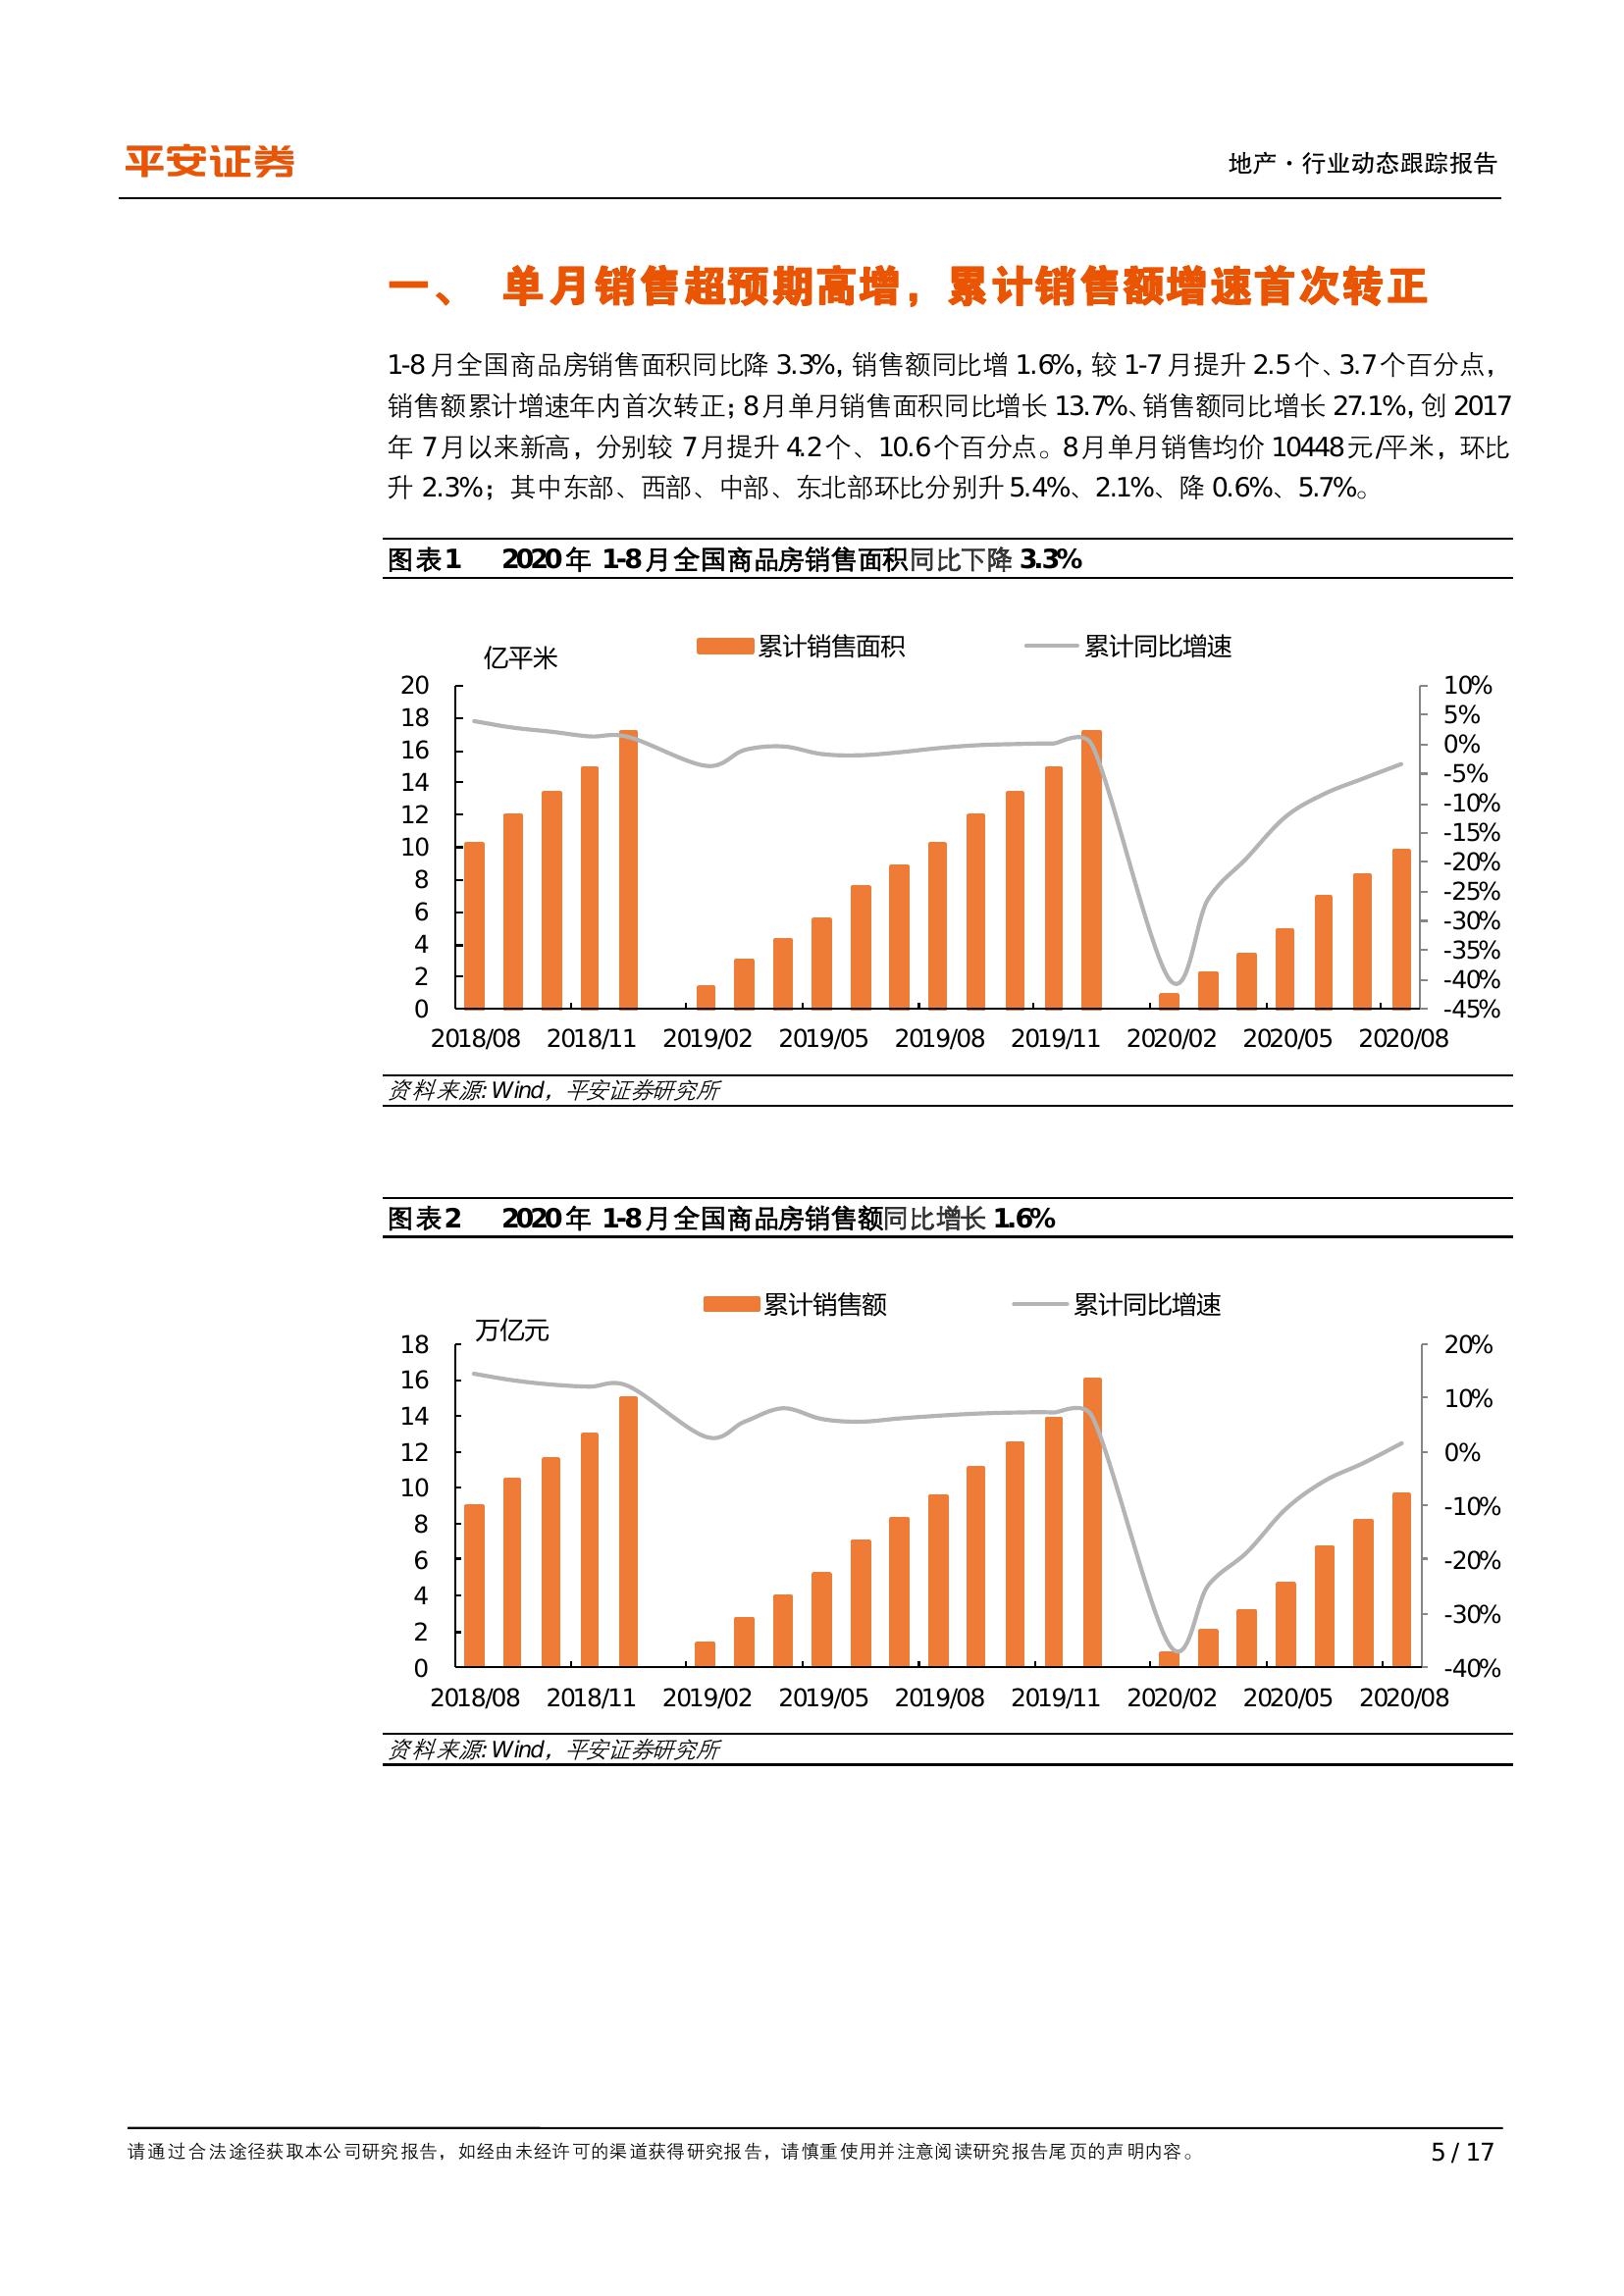 平安证券
地产·行业动态跟踪报告
一、 单月销售超预期高增，累计销售额增速首次转正
1-8月全国商品房销售面积同比降 3.3%，销售额同比增 1.6%，较 1-7月提升 2.5个、3.7个百分点，
销售额累计增速年内首次转正；8月单月销售面积同比增长 13.7%、销售额同比增长 27.1%，创 2017
年 7月以来新高，分别较 7月提升 4.2个、10.6个百分点。8月单月销售均价 10448元/平米，环比
升 2.3%；其中东部、西部、中部、东北部环比分别升 5.4%、2.1%、降 0.6%、5.7%。
图表1 2020年 1-8月全国商品房销售面积同比下降 3.3%
累计销售面积 累计同比增速
亿平米
20 10%
18 5%
16 0%
14 -5%
12 -10%
10 -15%
8 -20%
6 -25%
4 -30%
2 -35%
0 -40%
-45%
2018/08 2018/11 2019/02 2019/05 2019/08 2019/11 2020/02 2020/05 2020/08
资料来源: Wind，平安证券研究所
图表2 2020年 1-8月全国商品房销售额同比增长 1.6%
累计销售额 累计同比增速
万亿元
18 20%
16 10%
14 0%
12 -10%
10 -20%
8 -30%
6 -40%
4
2
0
2018/08 2018/11 2019/02 2019/05 2019/08 2019/11 2020/02 2020/05 2020/08
资料来源: Wind，平安证券研究所
请通过合法途径获取本公司研究报告，如经由未经许可的渠道获得研究报告，请慎重使用并注意阅读研究报告尾页的声明内容。
5 / 17